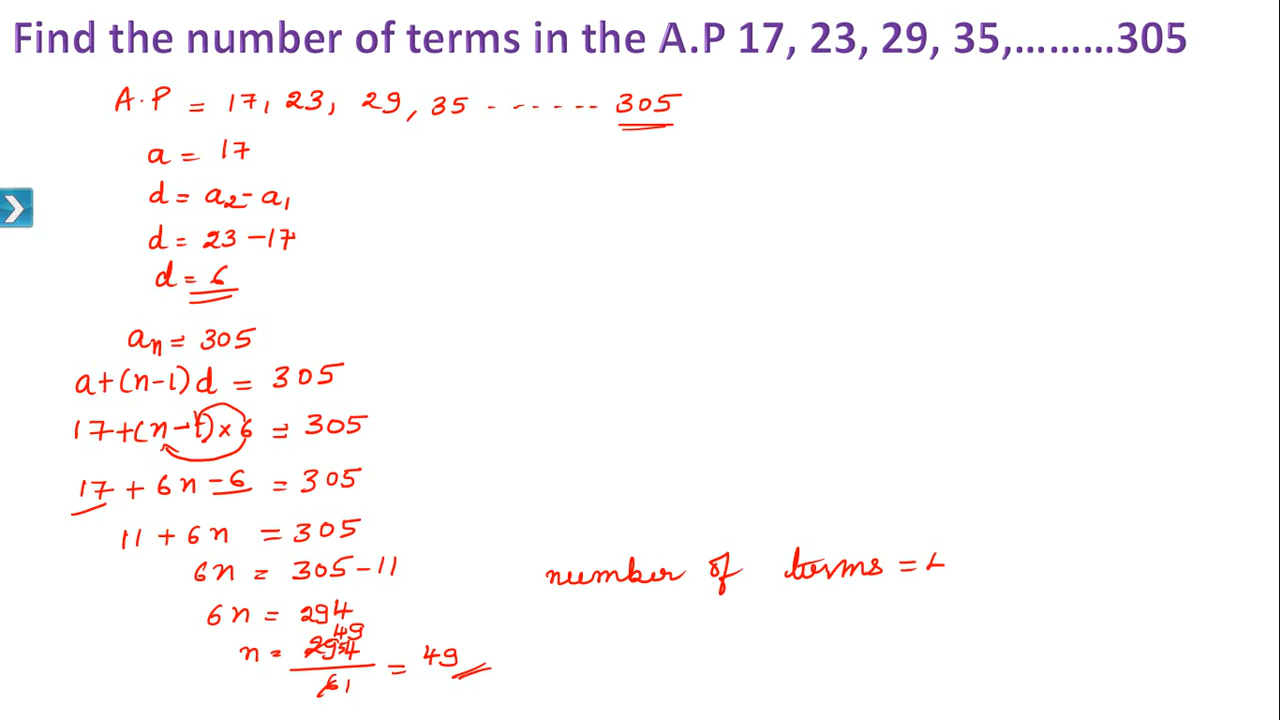 Find the number of terms in the A.P 17, 23, 29, 35,………305
A.P = 17, 23, 29, 35 ------ 305
a = 17
d = a₂ - a₁
d = 23 - 17
d = 6
aₙ = 305
a+(n-1)d = 305
17+(n-1)×6 = 305
17 + 6n - 6 = 305
11 + 6n = 305
6n = 305 - 11
6n = 294
49
n = 294/6 1 = 49
number of terms =